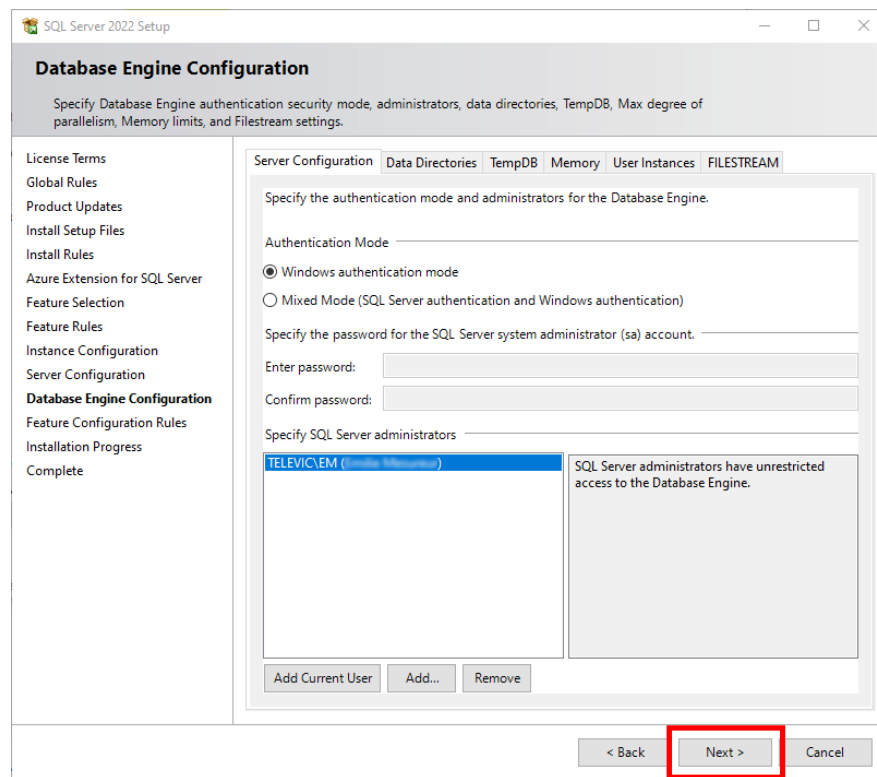 SQL Server 2022 Setup
Database Engine Configuration
Specify Database Engine authentication security mode, administrators, data directories, TempDB, Max degree of
parallelism, Memory limits, and Filestream settings.
License Terms
Global Rules
Product Updates
Install Setup Files
Install Rules
Azure Extension for SQL Server
Feature Selection
Feature Rules
Instance Configuration
Server Configuration
Database Engine Configuration
Feature Configuration Rules
Installation Progress
Complete
Server Configuration Data Directories TempDB Memory User Instances FILESTREAM
Specify the authentication mode and administrators for the Database Engine.
Authentication Mode
Windows authentication mode
Mixed Mode (SQL Server authentication and Windows authentication)
Specify the password for the SQL Server system administrator (sa) account.
Enter password:
Confirm password:
Specify SQL Server administrators
TELEVIC\EM (
)
SQL Server administrators have unrestricted
access to the Database Engine.
Add Current User Add... Remove
< Back Next > Cancel